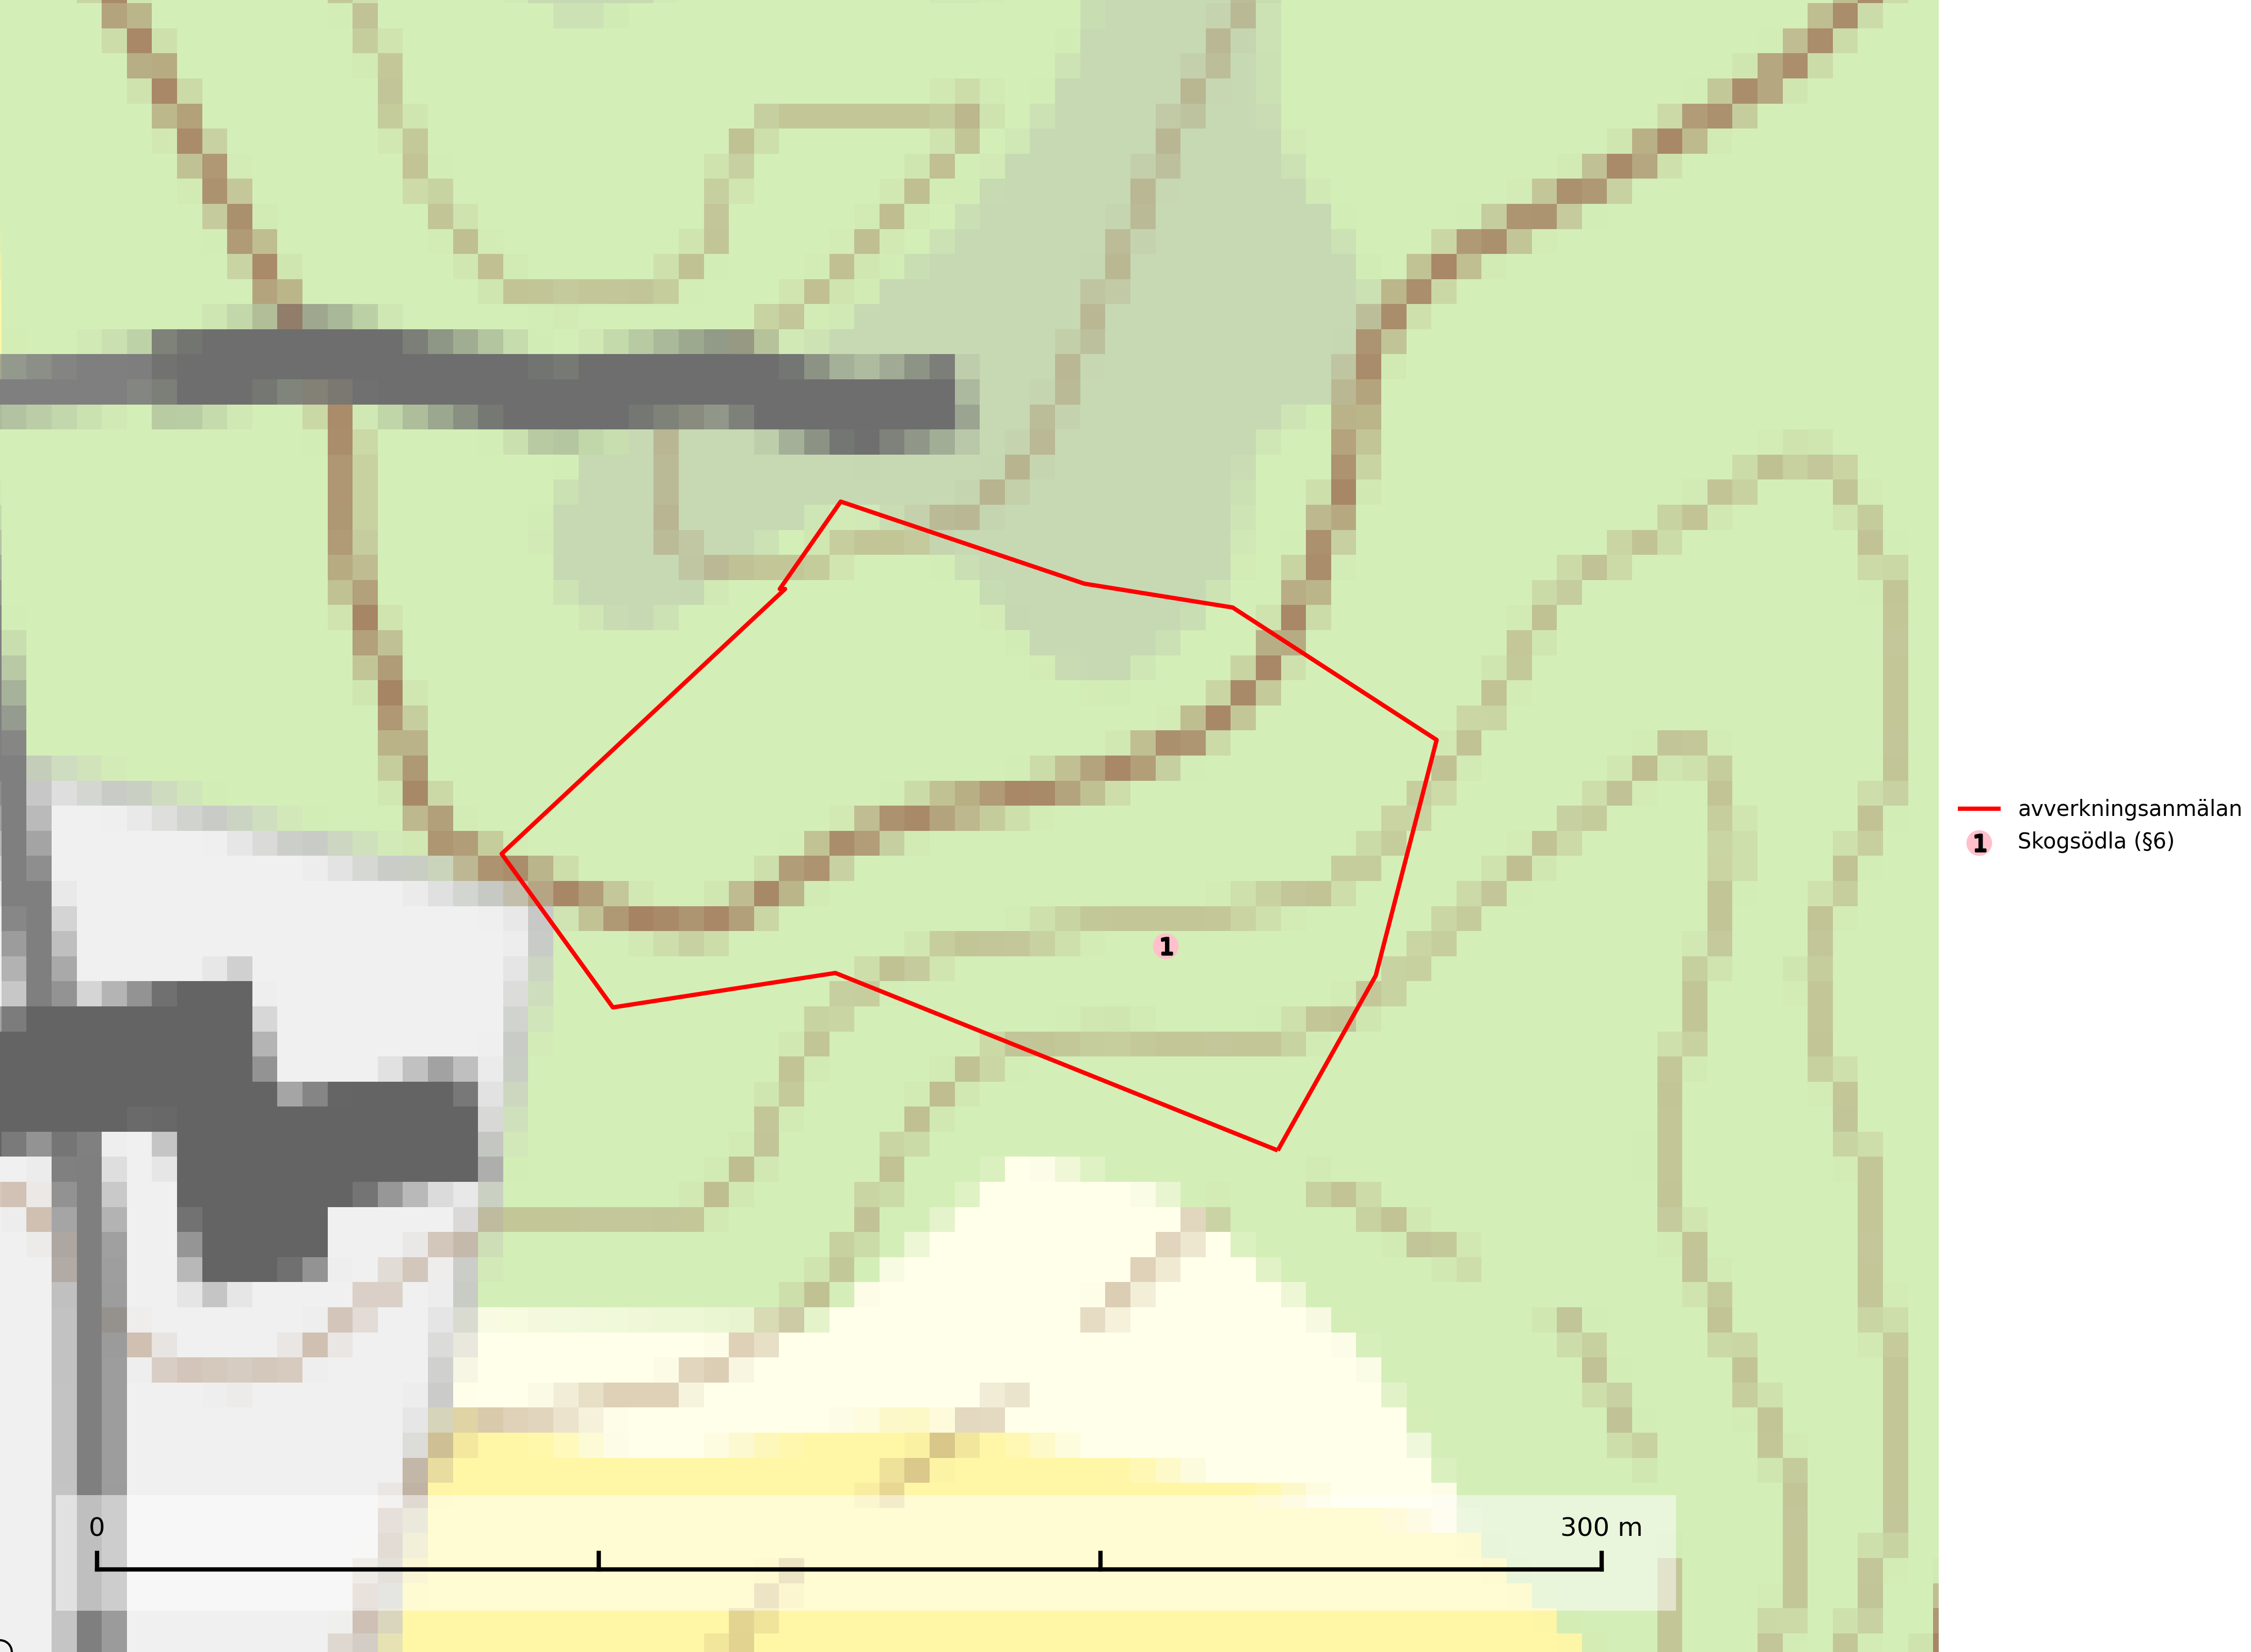 1
avverkningsanmälan
1 Skogsödla (§6)
0 300 m